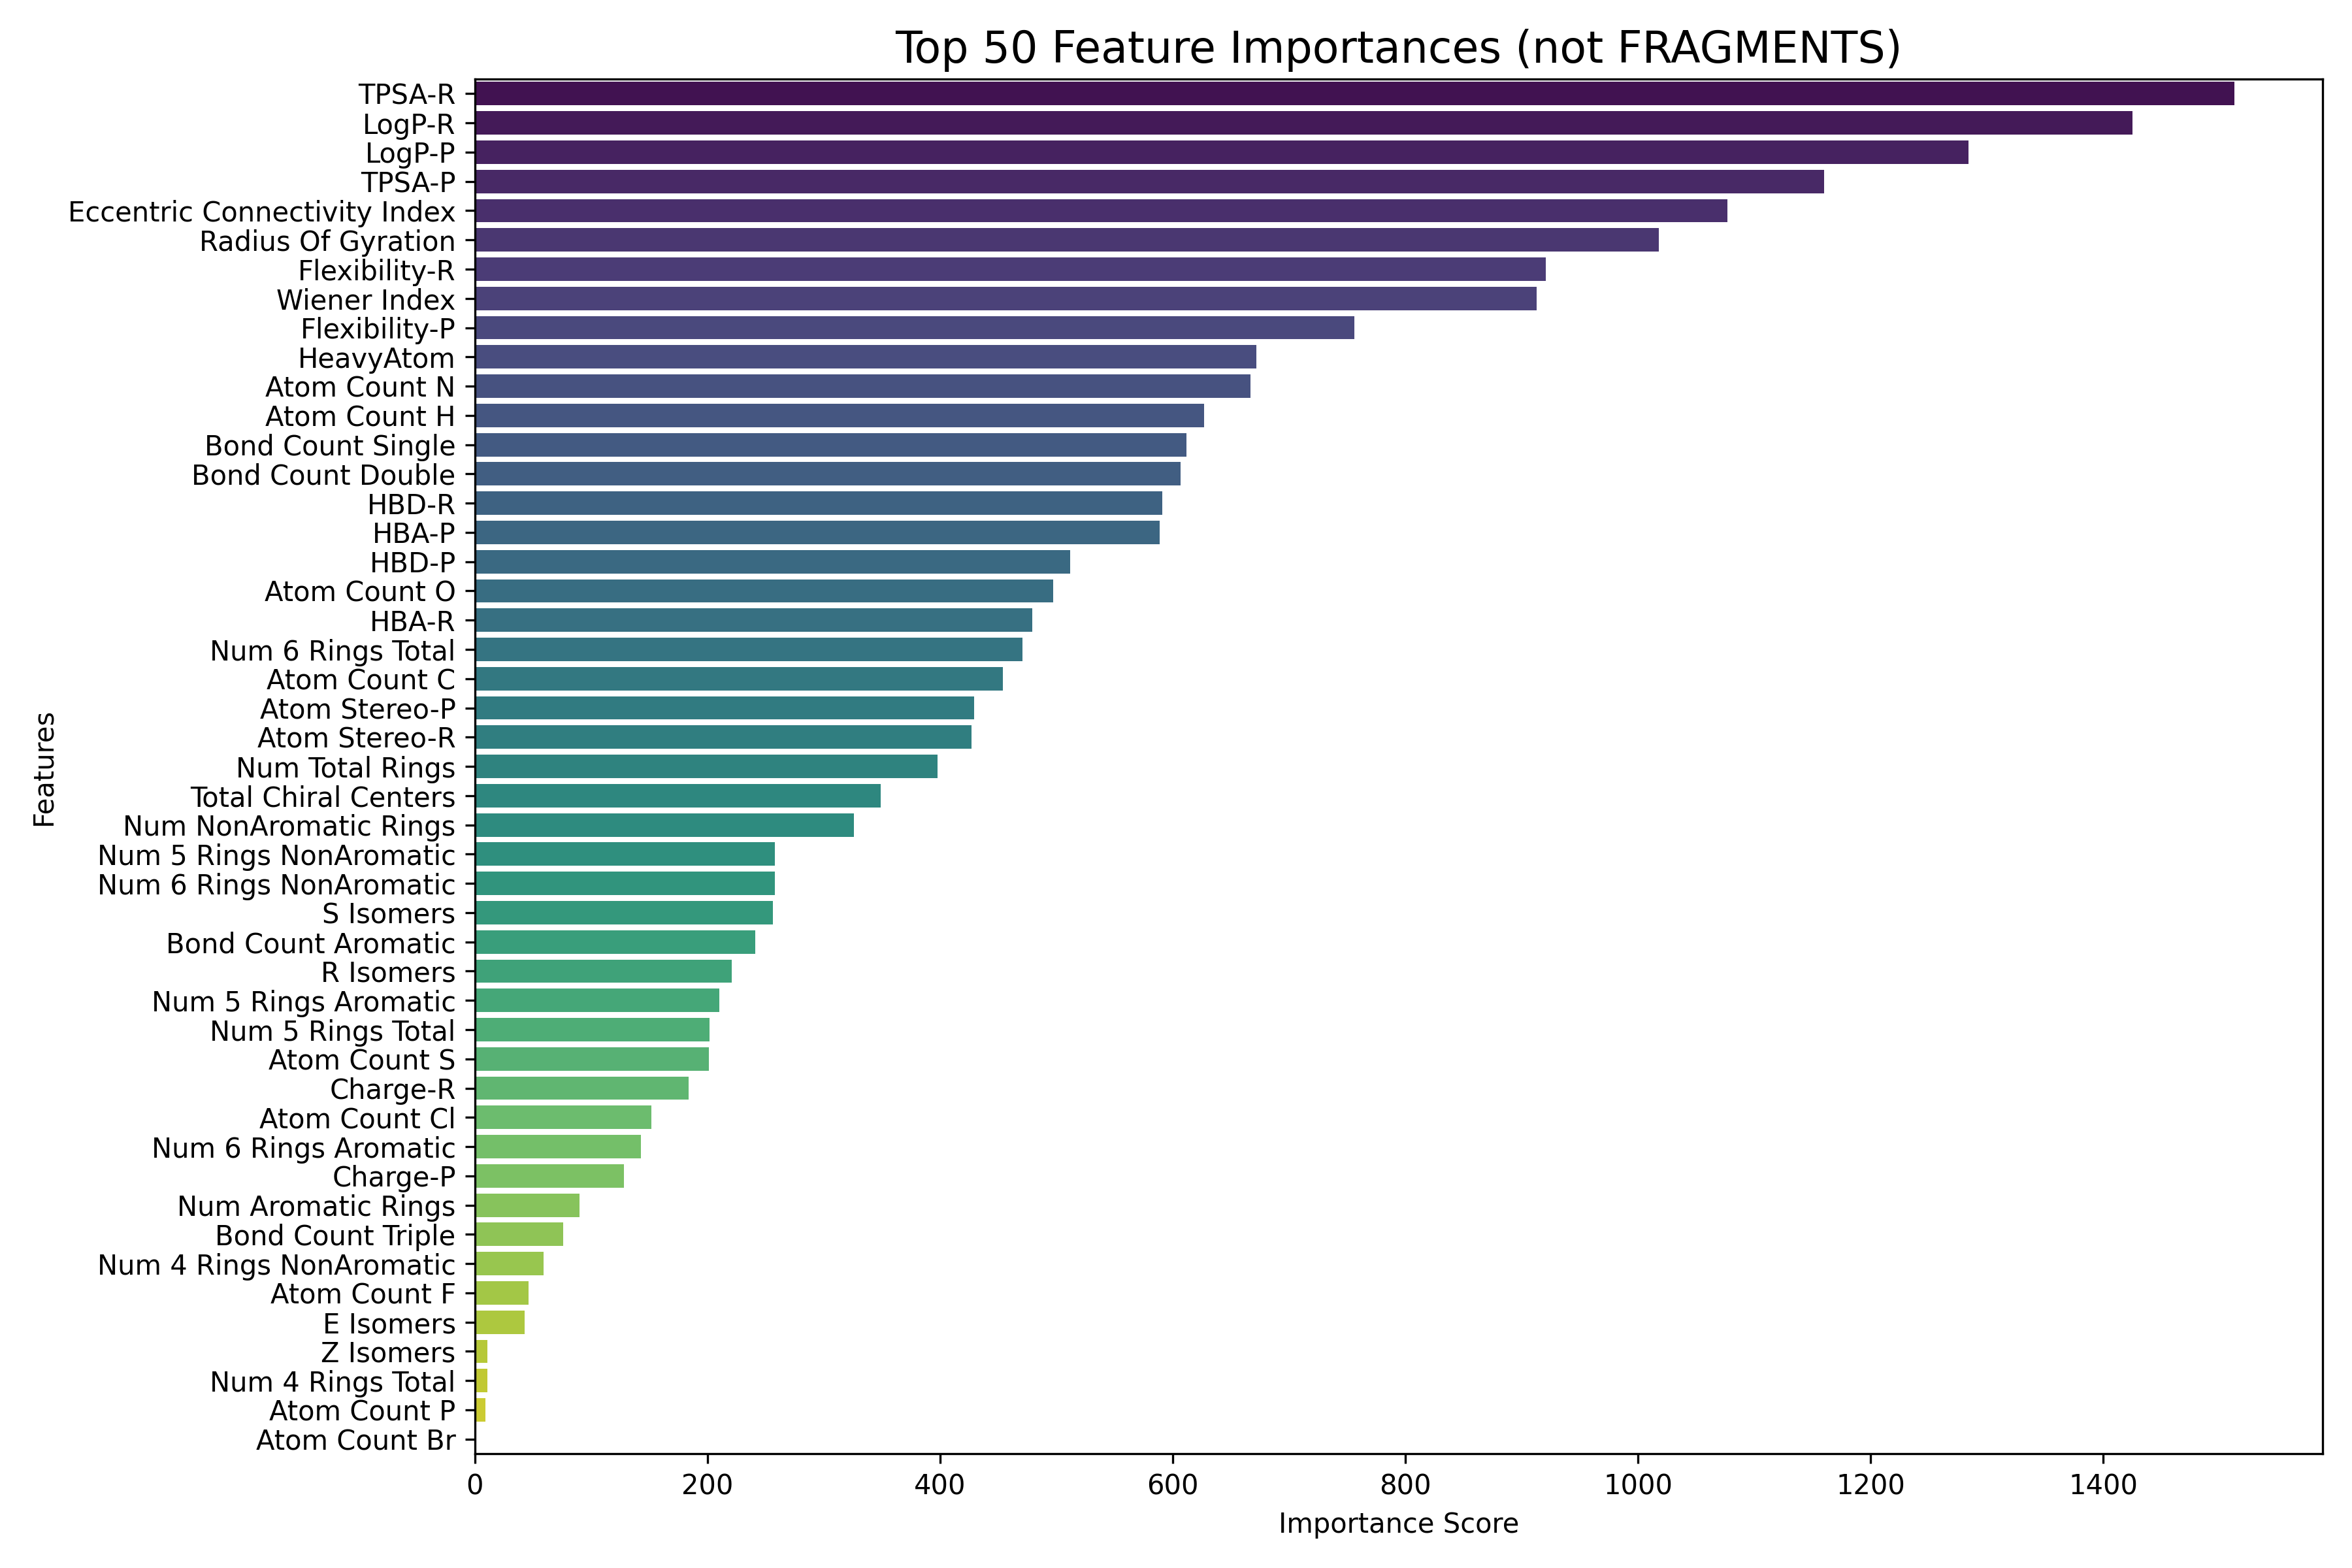 Top 50 Feature Importances (not FRAGMENTS)
TPSA-R
LogP-R
LogP-P
TPSA-P
Eccentric Connectivity Index
Radius Of Gyration
Flexibility-R
Wiener Index
Flexibility-P
HeavyAtom
Atom Count N
Atom Count H
Bond Count Single
Bond Count Double
HBD-R
HBA-P
HBD-P
Atom Count O
HBA-R
Num 6 Rings Total
Atom Count C
Atom Stereo-P
Atom Stereo-R
Num Total Rings
Total Chiral Centers
Num NonAromatic Rings
Num 5 Rings NonAromatic
Num 6 Rings NonAromatic
S Isomers
Bond Count Aromatic
R Isomers
Num 5 Rings Aromatic
Num 5 Rings Total
Atom Count S
Charge-R
Atom Count Cl
Num 6 Rings Aromatic
Charge-P
Num Aromatic Rings
Bond Count Triple
Num 4 Rings NonAromatic
Atom Count F
E Isomers
Z Isomers
Num 4 Rings Total
Atom Count P
Atom Count Br
Features
0 200 400 600 800 1000 1200 1400
Importance Score